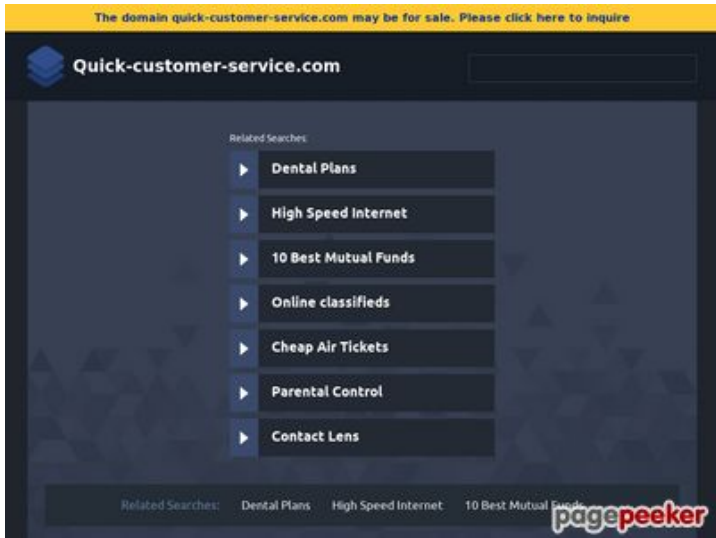 The domain quick-customer-service.com may be for sale. Please click here to inquire
Quick-customer-service.com
Related Searches:
Dental Plans
High Speed Internet
10 Best Mutual Funds
Online classifieds
Cheap Air Tickets
Parental Control
Contact Lens
Related Searches: Dental Plans High Speed Internet 10 Best Mutual Funds
pagepeeker